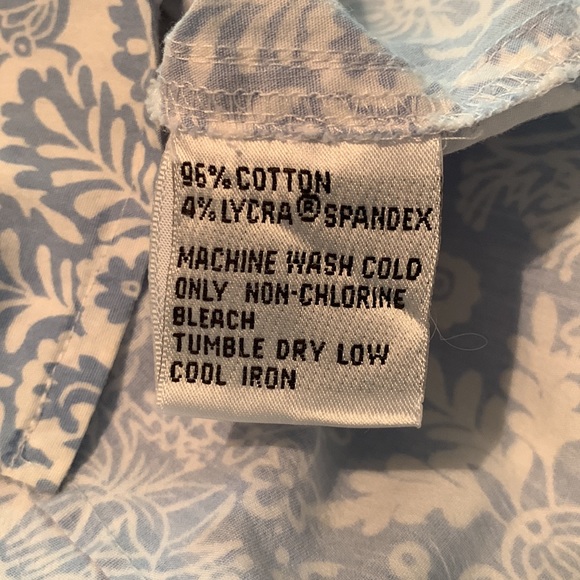 96% COTTON
4% LYCRA® SPANDEX
MACHINE WASH COLD
ONLY NON-CHLORINE
BLEACH
TUMBLE DRY LOW
COOL IRON